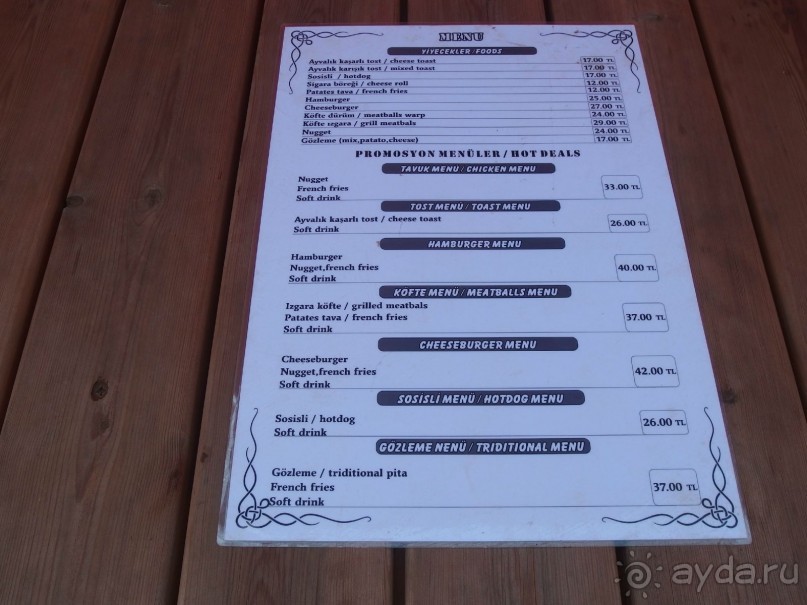 MENU
YİYECEKLER / FOODS
Ayvalık kaşarlı tost / cheese toast 17.00 TL
Ayvalık karışık tost / mixed toast 17.00 TL
Sosisli / hotdog 17.00 TL
Sigara böreği / cheese roll 12.00 TL
Patates tava / french fries 12.00 TL
Hamburger 25.00 TL
Cheeseburger 27.00 TL
Köfte dürüm / meatballs warp 24.00 TL
Köfte ızgara / grill meatbals 29.00 TL
Nugget 24.00 TL
Gözleme (mix,patato,cheese) 17.00 TL
PROMOSYON MENÜLER / HOT DEALS
TAVUK MENU / CHICKEN MENU
Nugget
French fries 33.00 TL
Soft drink
TOST MENÜ / TOAST MENU
Ayvalık kaşarlı tost / cheese toast 26.00 TL
Soft drink
HAMBURGER MENU
Hamburger
Nugget,french fries 40.00 TL
Soft drink
KÖFTE MENÜ / MEATBALLS MENU
Izgara köfte / grilled meatbals
Patates tava / french fries 37.00 TL
Soft drink
CHEESEBURGER MENU
Cheeseburger
Nugget,french fries 42.00 TL
Soft drink
SOSİSLİ MENÜ / HOTDOG MENU
Sosisli / hotdog 26.00 TL
Soft drink
GÖZLEME NENÜ / TRIDITIONAL MENU
Gözleme / triditional pita
French fries 37.00 TL
Soft drink
ayda.ru